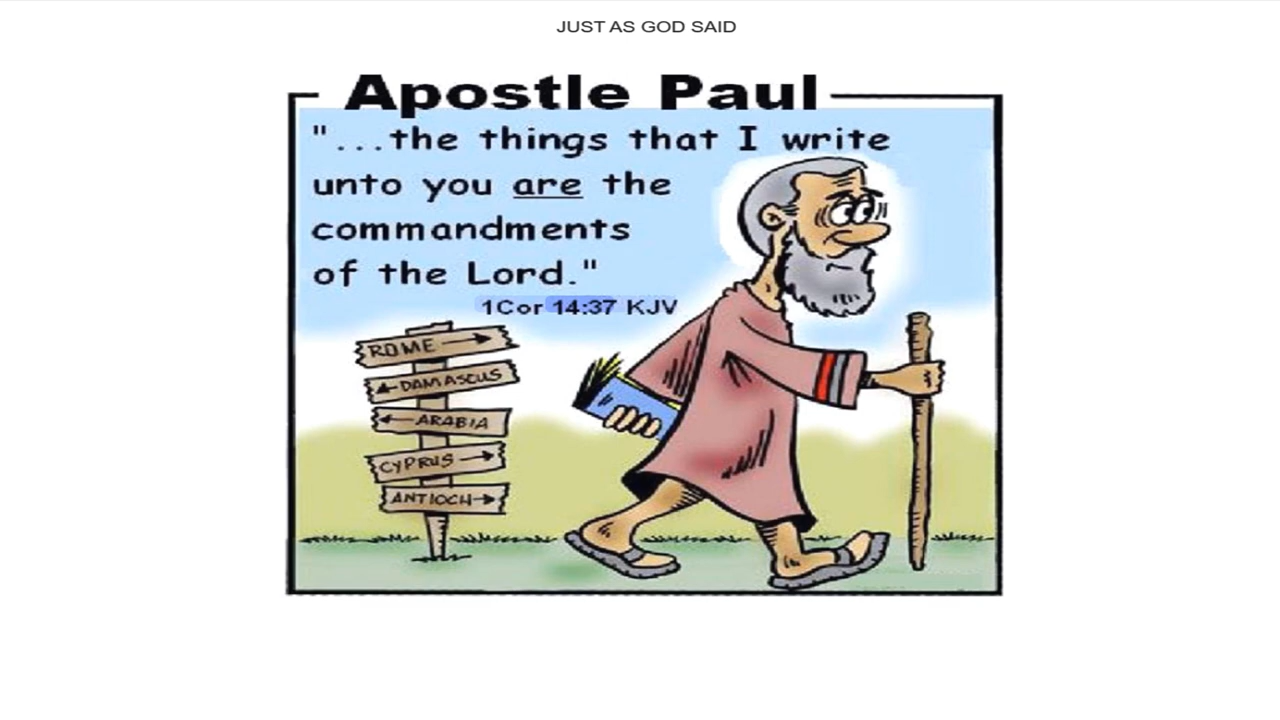 JUST AS GOD SAID
Apostle Paul
"...the things that I write
unto you are the
commandments
of the Lord."
1Cor 14:37 KJV
ROME
DAMASCUS
ARABIA
CYPRUS
ANTIOCH